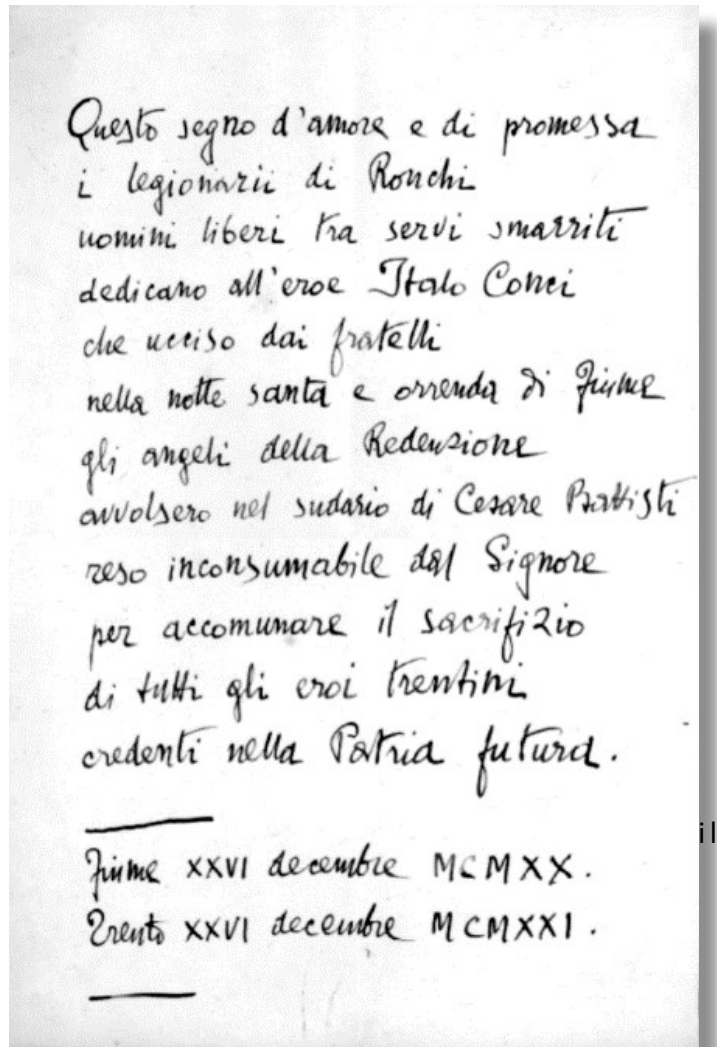 Questo segno d'amore e di promessa
i legionarii di Ronchi
uomini liberi tra servi smarriti
dedicano all'eroe Italo Conci
che ucciso dai fratelli
nella notte santa e orrenda di Fiume
gli angeli della Redenzione
avvolsero nel sudario di Cesare Battisti
reso inconsumabile dal Signore
per accomunare il sacrifizio
di tutti gli eroi trentini
credenti nella Patria futura.
il
Fiume XXVI decembre MCMXX.
Trento XXVI decembre MCMXXI.